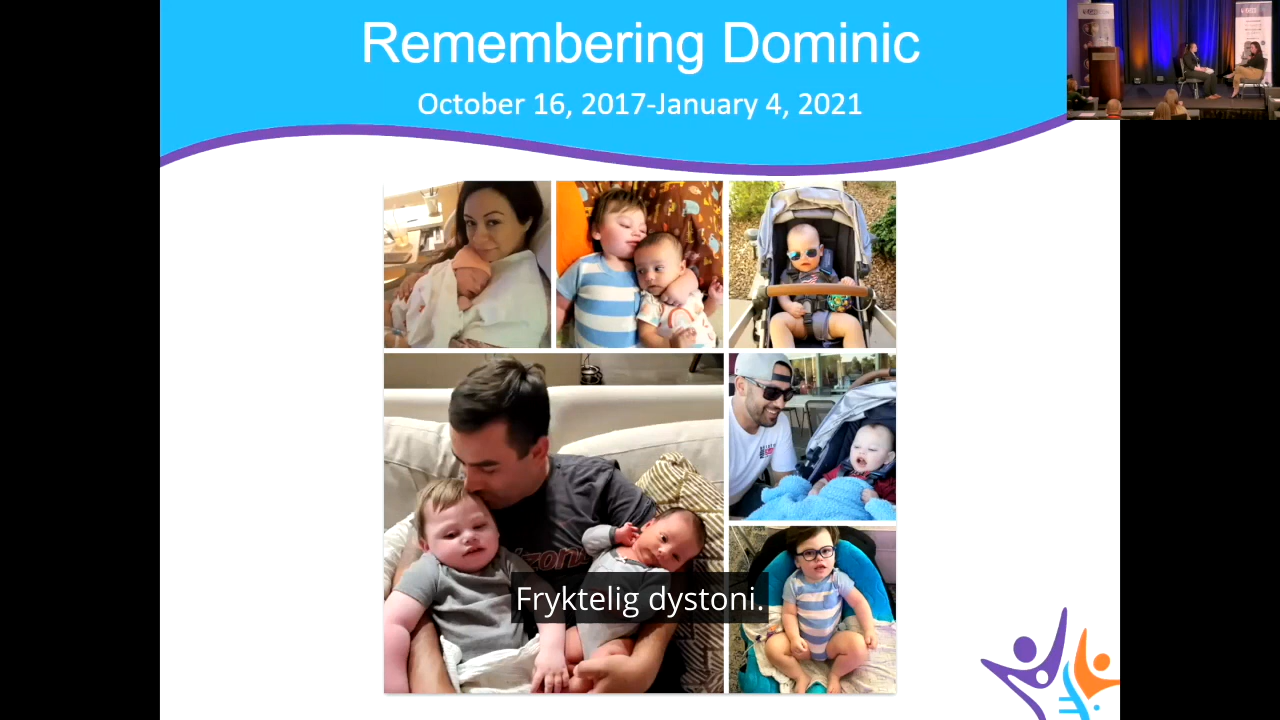 Remembering Dominic
October 16, 2017-January 4, 2021
Fryktelig dystoni.